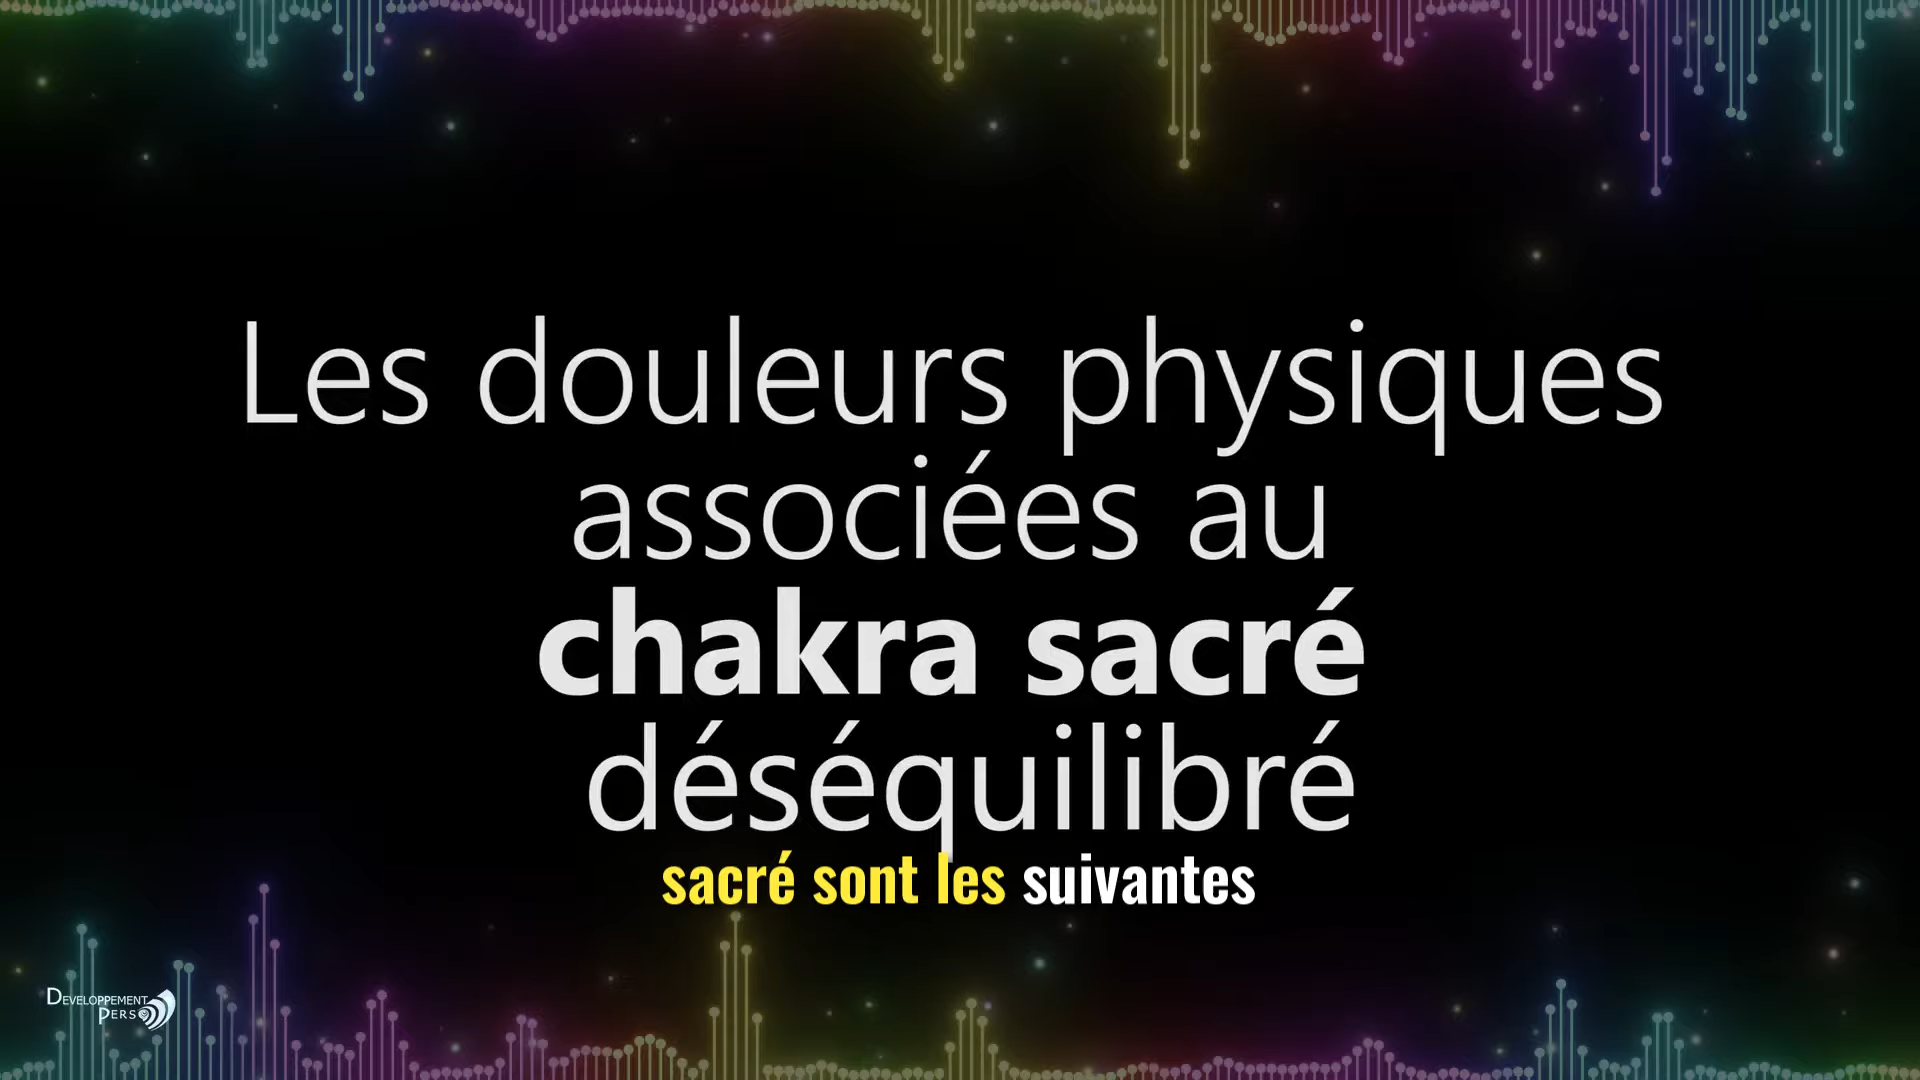 Les douleurs physiques
associées au
chakra sacré
déséquilibré
sacré sont les suivantes
DEVELOPPEMENT
PERSO